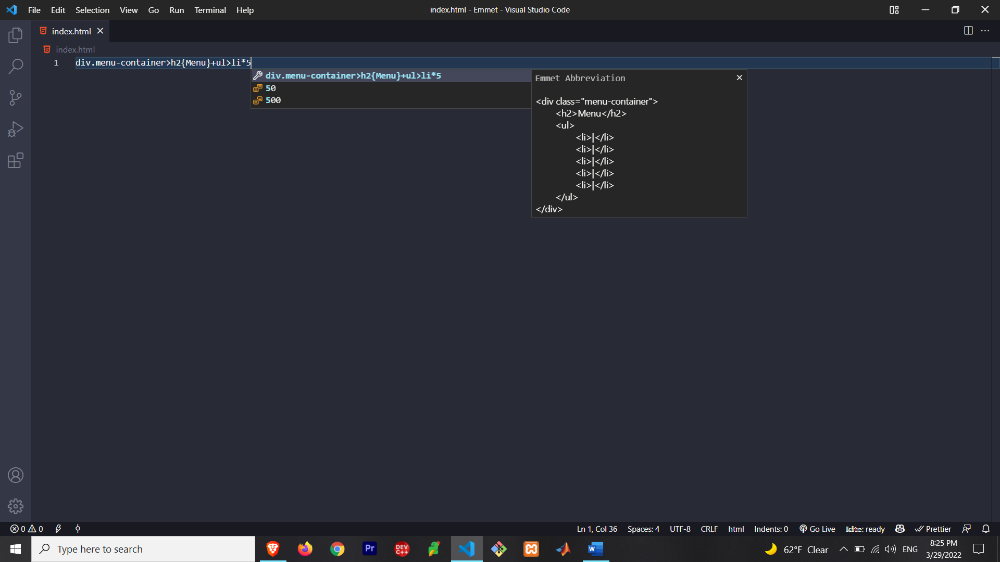 File Edit Selection View Go Run Terminal Help
index.html - Emmet - Visual Studio Code
index.html
index.html
1 div.menu-container>h2{Menu}+ul>li*5
div.menu-container>h2{Menu}+ul>li*5
50
500
Emmet Abbreviation
<div class="menu-container">
<h2>Menu</h2>
<ul>
<li>|</li>
<li>|</li>
<li>|</li>
<li>|</li>
<li>|</li>
</ul>
</div>
0 0
Ln 1, Col 36 Spaces: 4 UTF-8 CRLF html Indents: 0 Go Live kite: ready Prettier
Type here to search
Pr
DEV C++
W
62°F Clear
ENG
8:25 PM
3/29/2022